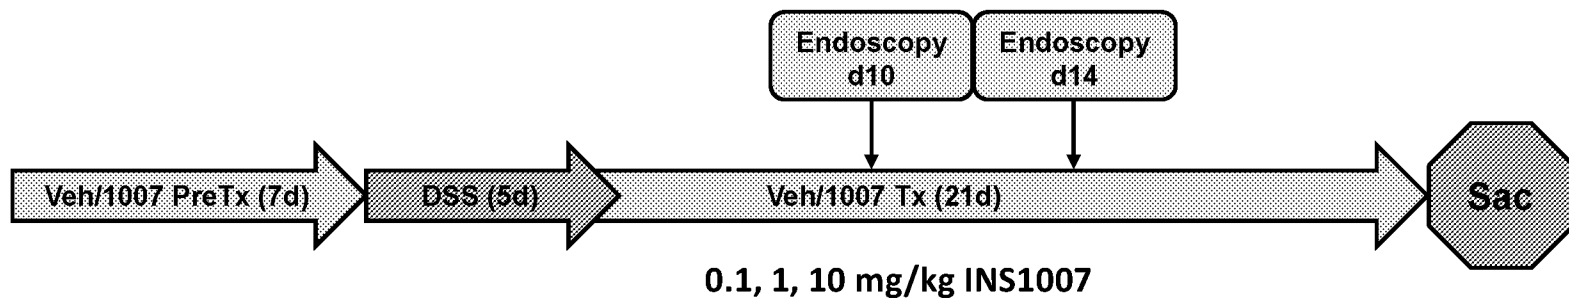 Endoscopy
d10
Endoscopy
d14
Veh/1007 PreTx (7d)
DSS (5d)
Veh/1007 Tx (21d)
Sac
0.1, 1, 10 mg/kg INS1007